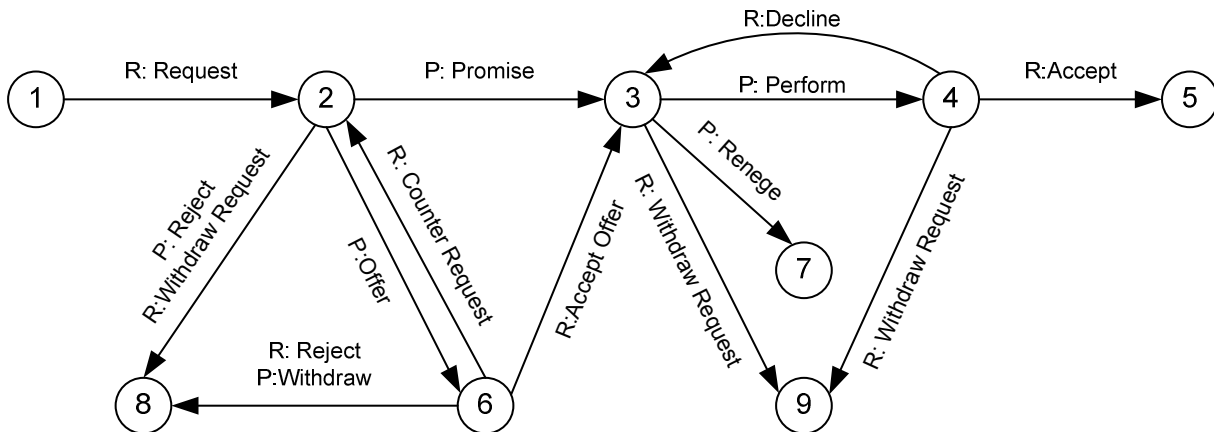 R:Decline
R: Request
P: Promise
P: Perform
R:Accept
1
2
3
4
5
P: Reject
R:Withdraw Request
P:Offer
R: Counter Request
R:Accept Offer
R: Withdraw Request
P: Renege
R: Withdraw Request
7
R: Reject
P:Withdraw
8
6
9